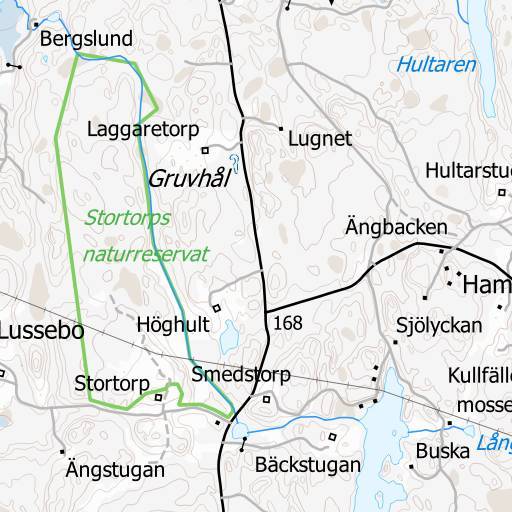 Bergslund
Hultaren
Laggaretorp
Lugnet
Gruvhål
Hultarstu
Stortorps
naturreservat
Ängbacken
Ham
Lussebo
Höghult
168
Sjölyckan
Smedstorp
Stortorp
Kullfälle
mosse
Ängstugan
Bäckstugan
Buska
Lång